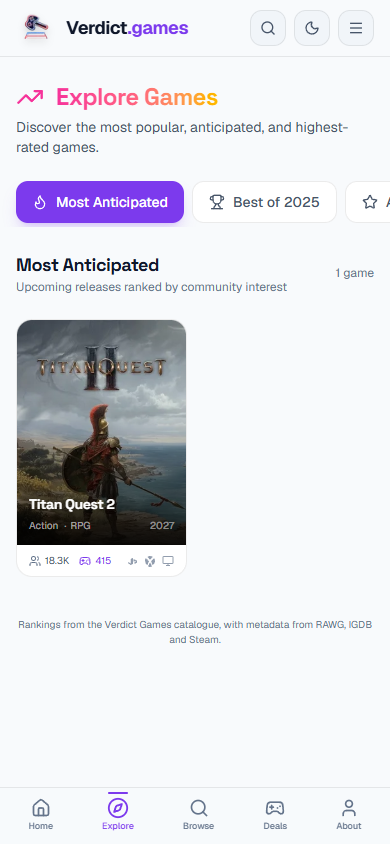 Verdict.games
Explore Games
Discover the most popular, anticipated, and highest-
rated games.
Most Anticipated
Best of 2025
A
Most Anticipated
1 game
Upcoming releases ranked by community interest
TITAN QUEST
II
Titan Quest 2
Action · RPG
2027
18.3K
415
Rankings from the Verdict Games catalogue, with metadata from RAWG, IGDB
and Steam.
Home
Explore
Browse
Deals
About